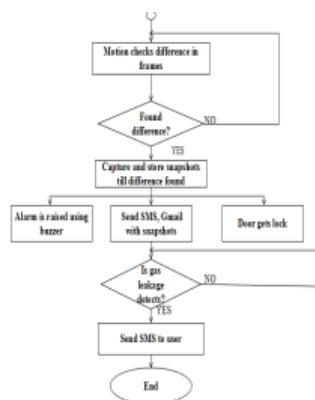 Motion checks difference in
frames
Found
difference?
NO
YES
Capture and store snapshots
till difference found
Alarm is raised using
buzzer
Send SMS, Gmail
with snapshots
Door gets lock
Is gas
leakage
detects?
NO
YES
Send SMS to user
End